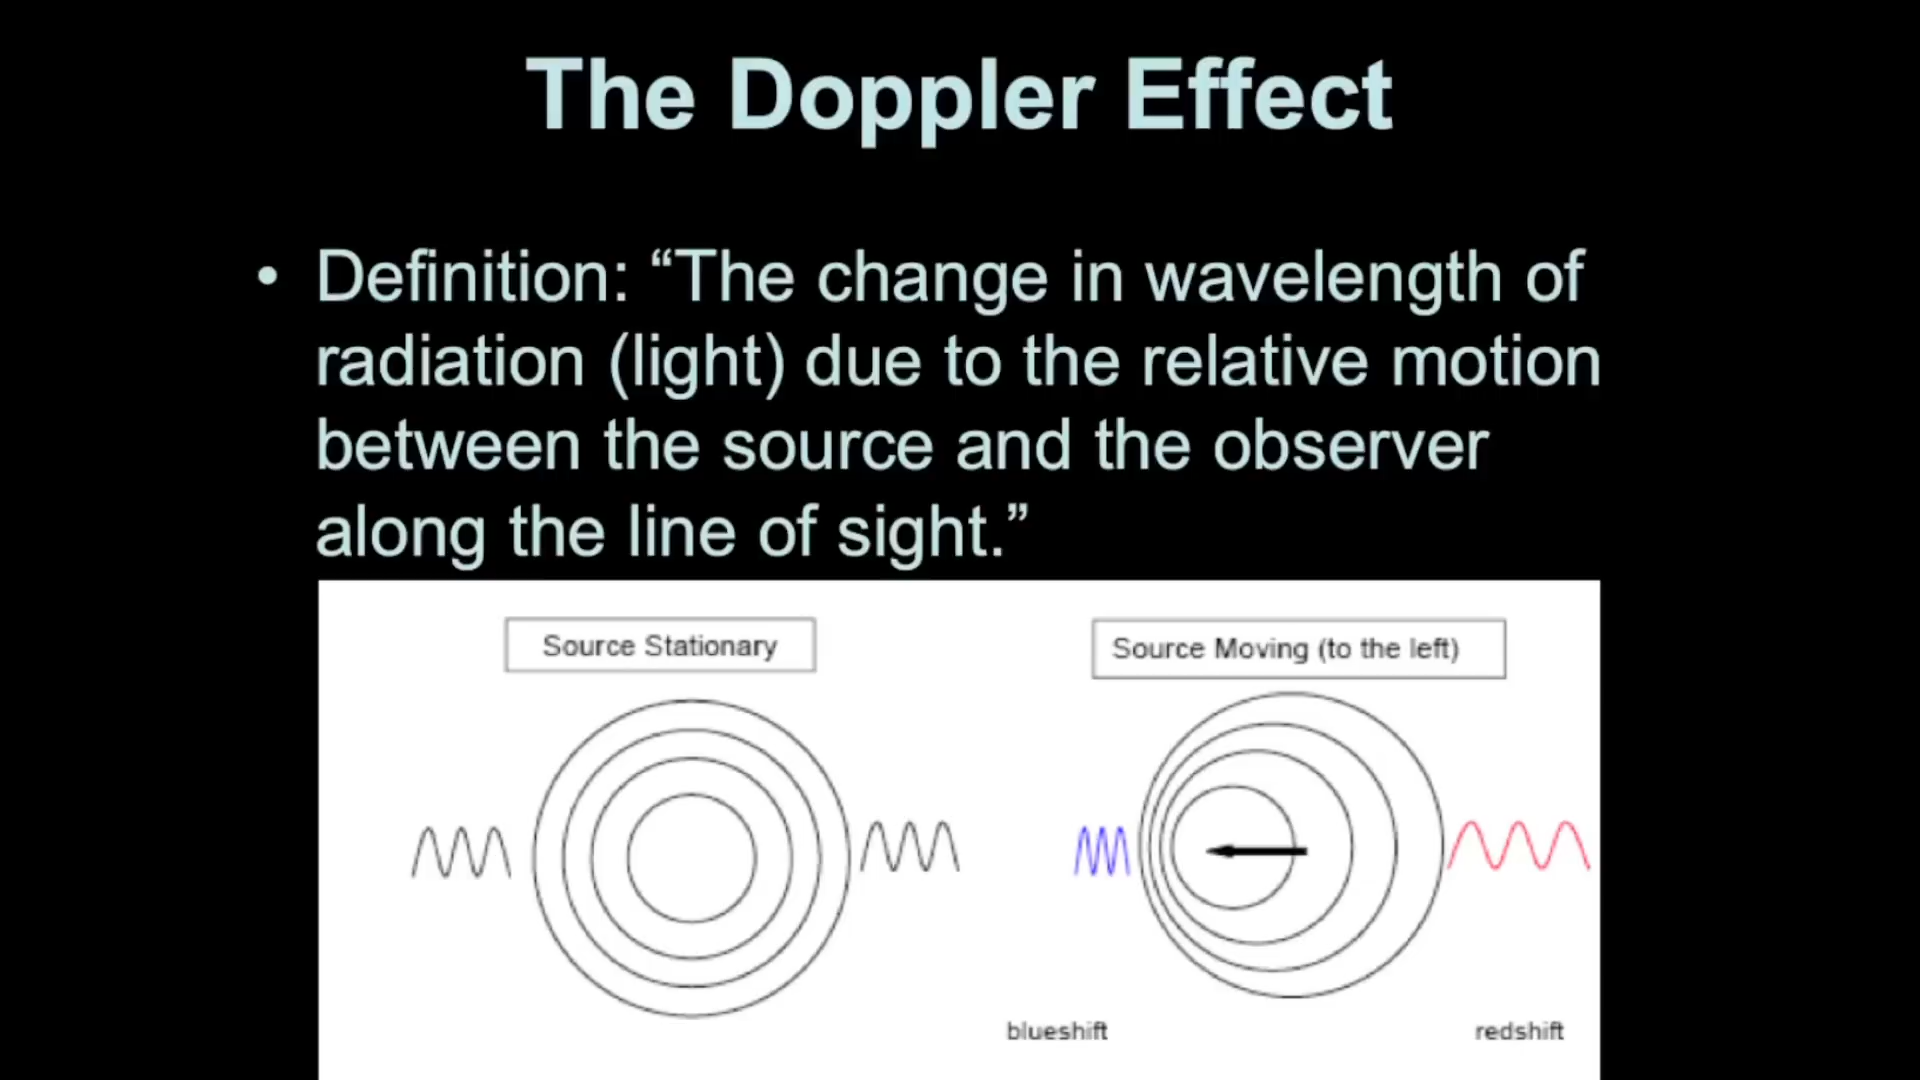 The Doppler Effect
• Definition: “The change in wavelength of
radiation (light) due to the relative motion
between the source and the observer
along the line of sight.”
Source Stationary
Source Moving (to the left)
blueshift
redshift